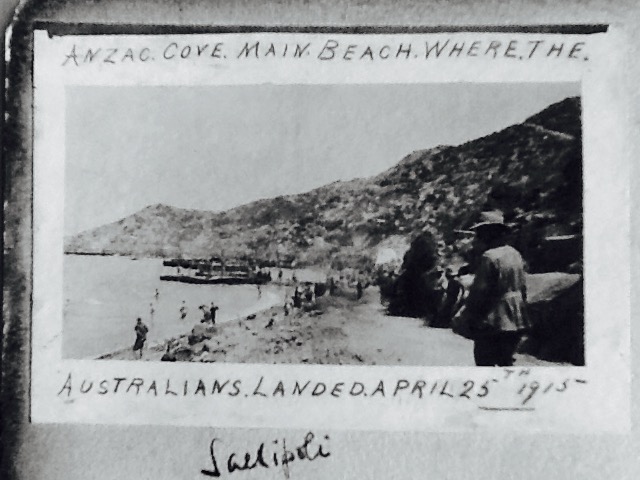 ANZAC. COVE. MAIN. BEACH. WHERE. THE.
AUSTRALIANS. LANDED. APRIL 25TH 1915
Gallipoli